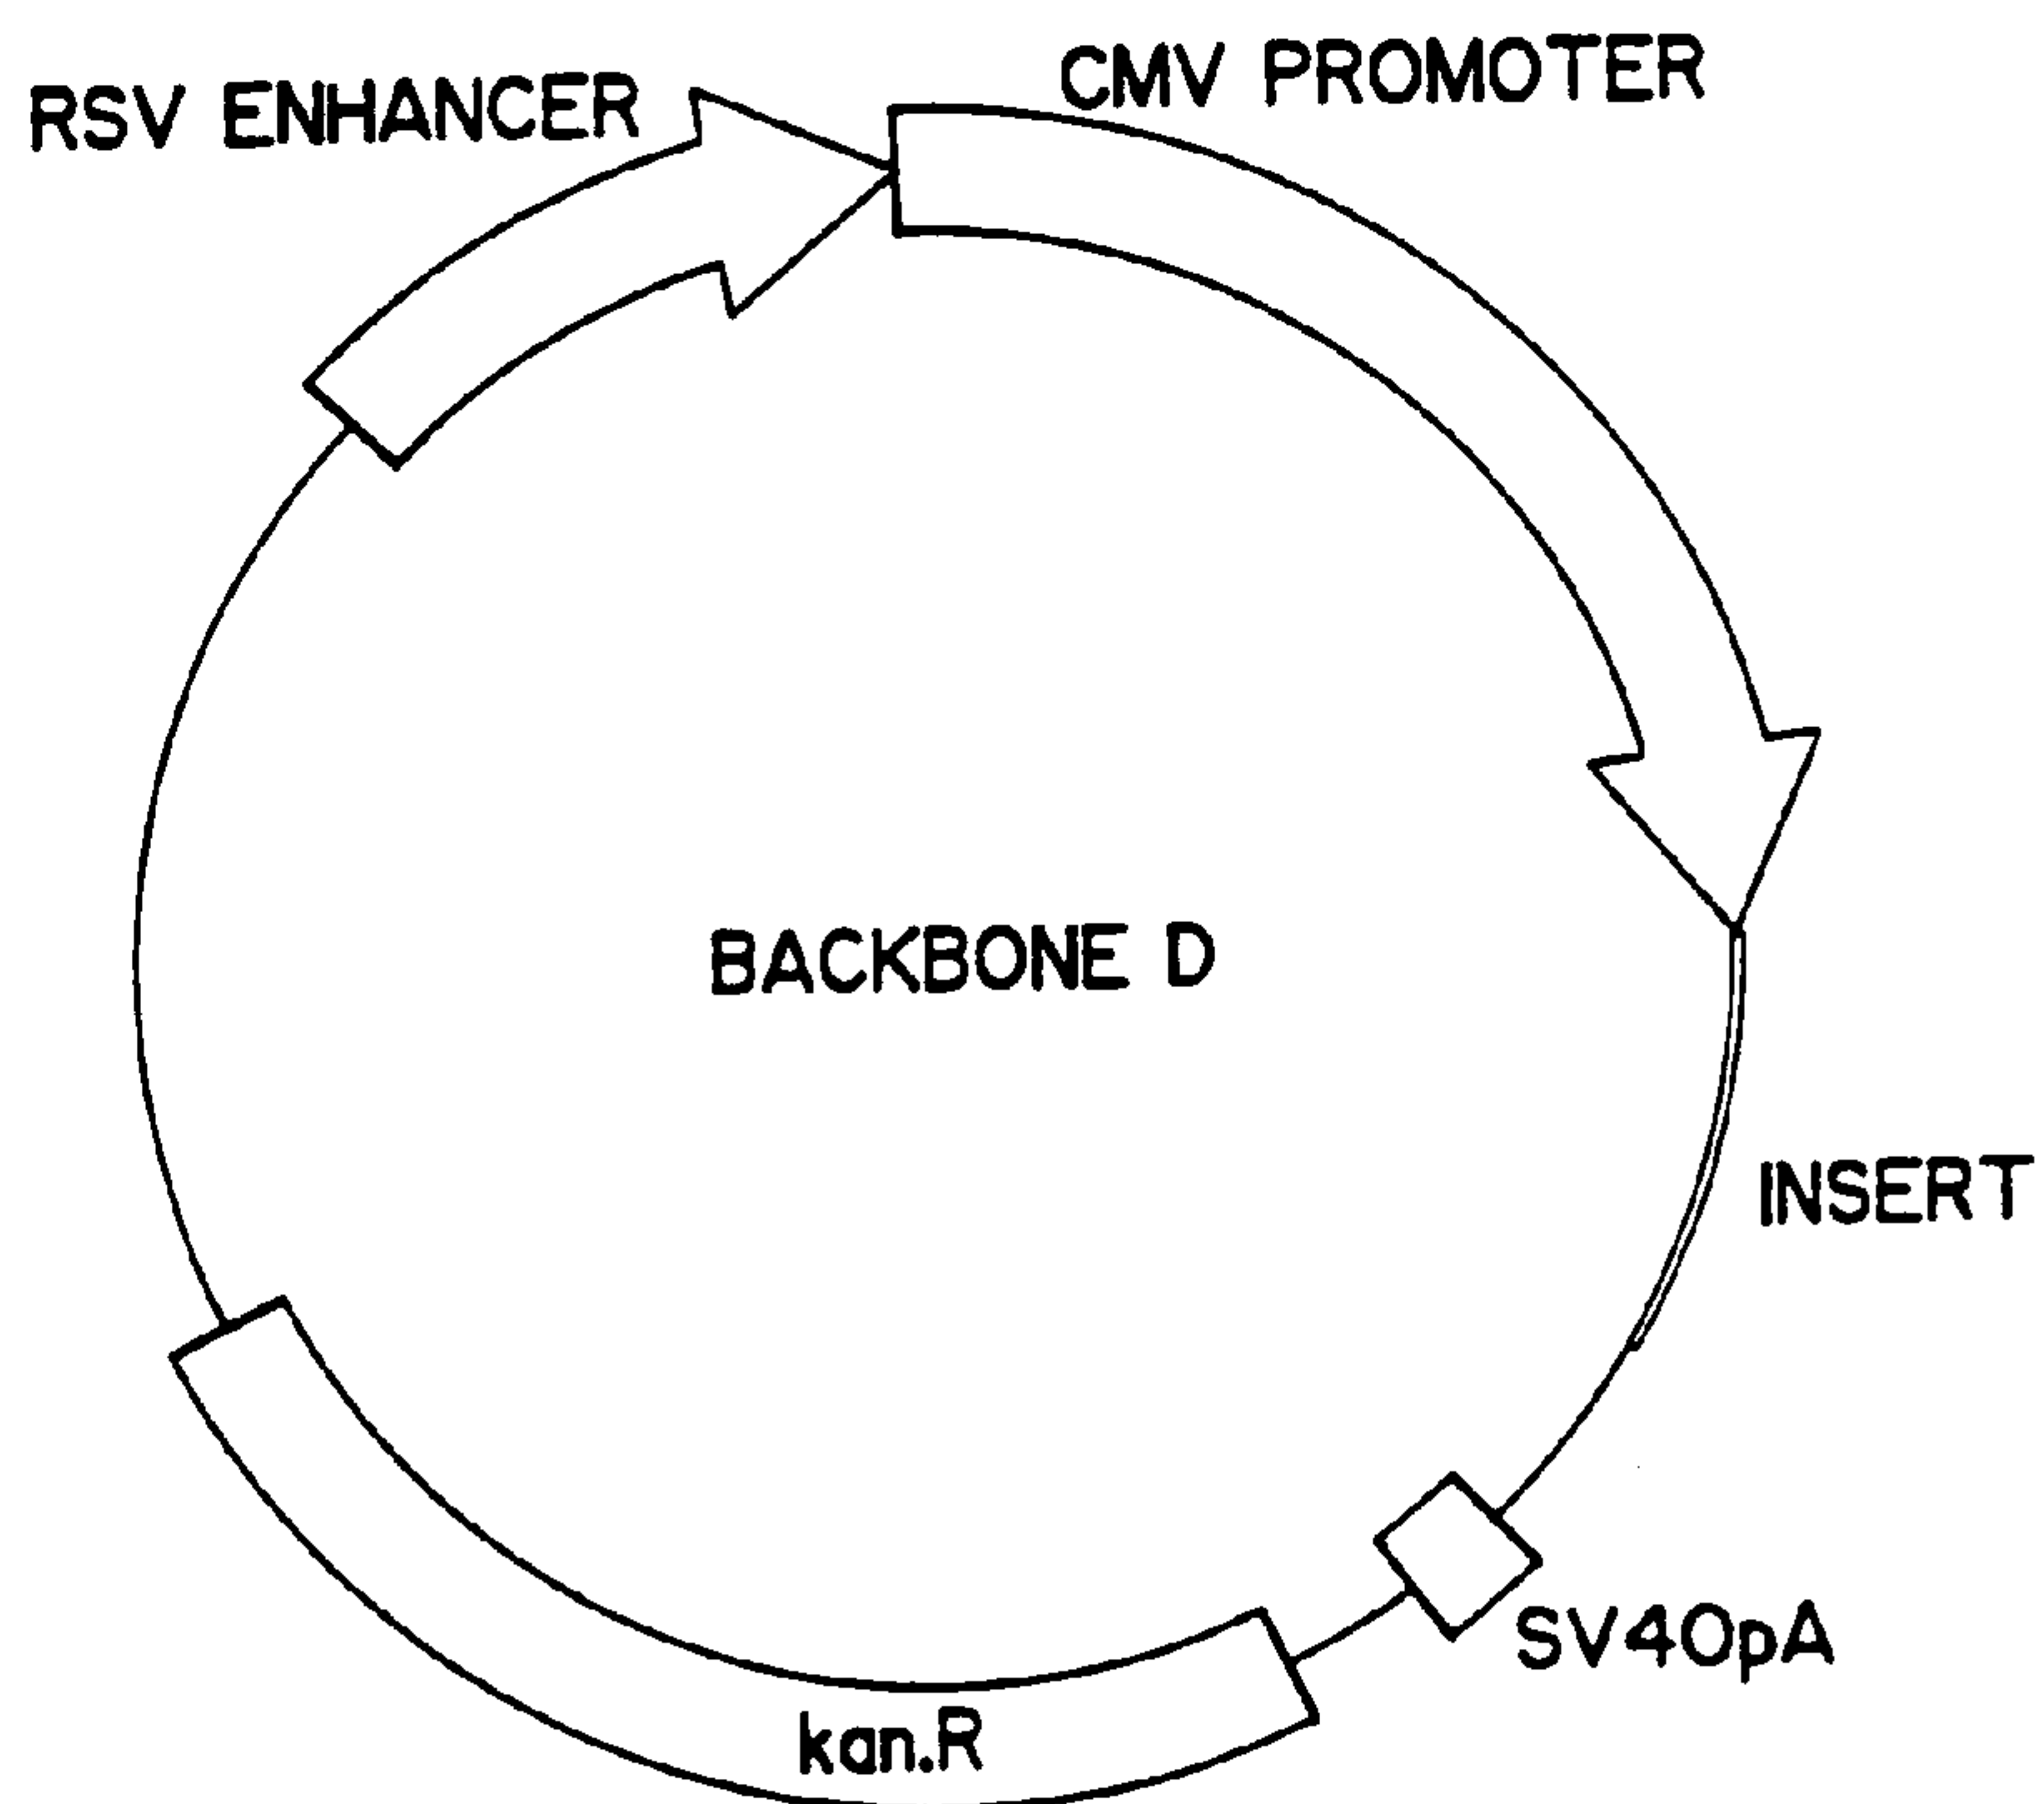 RSV ENHANCER
CMV PROMOTER
BACKBONE D
INSERT
SV40pA
kan.R